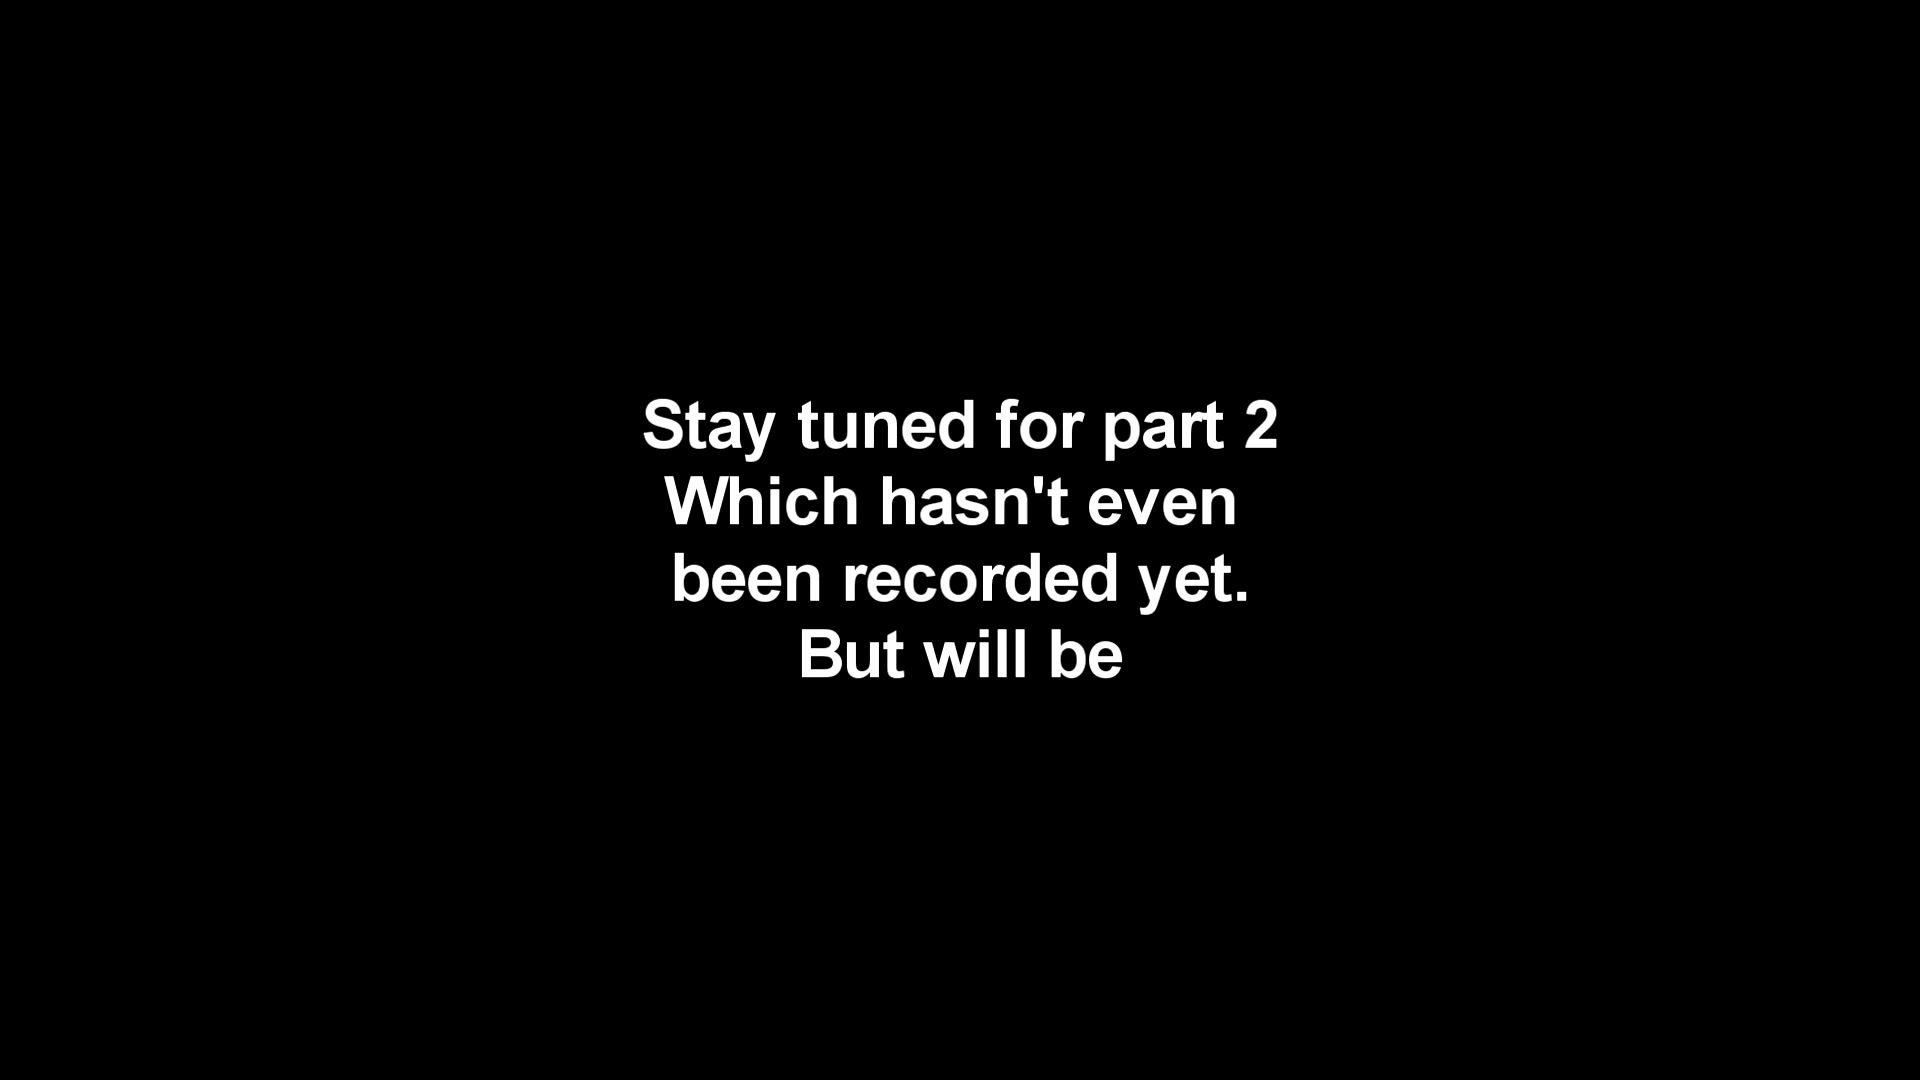 Stay tuned for part 2
Which hasn't even
been recorded yet.
But will be